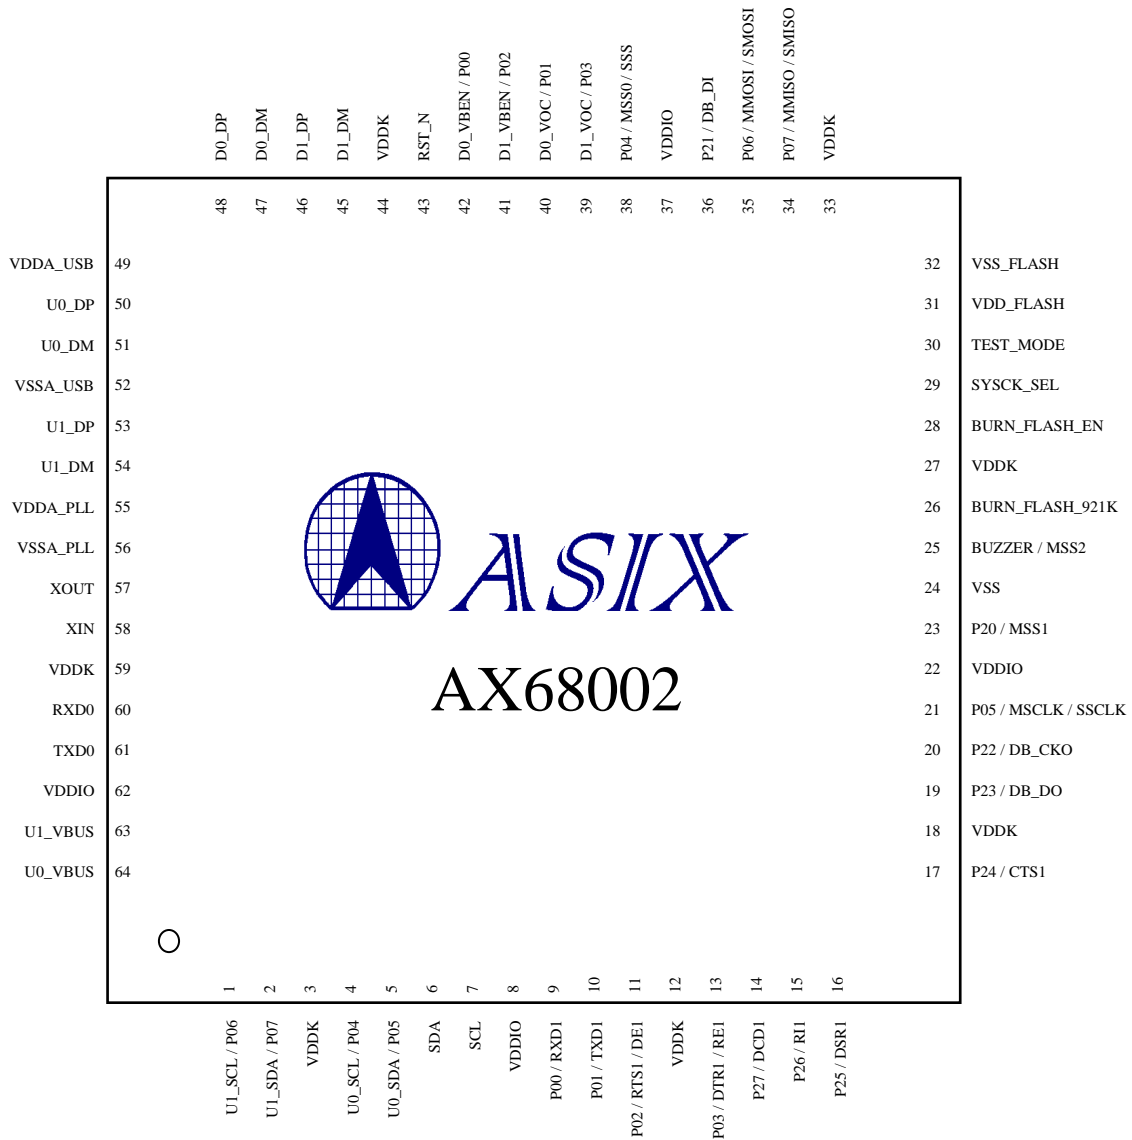 D0_DP
D0_DM
D1_DP
D1_DM
VDDK
RST_N
D0_VBEN / P00
D1_VBEN / P02
D0_VOC / P01
D1_VOC / P03
P04 / MSS0 / SSS
VDDIO
P21 / DB_DI
P06 / MMOSI / SMOSI
P07 / MMISO / SMISO
VDDK
48
47
46
45
44
43
42
41
40
39
38
37
36
35
34
33
VDDA_USB 49
U0_DP 50
U0_DM 51
VSSA_USB 52
U1_DP 53
U1_DM 54
VDDA_PLL 55
VSSA_PLL 56
XOUT 57
XIN 58
VDDK 59
RXD0 60
TXD0 61
VDDIO 62
U1_VBUS 63
U0_VBUS 64
ASIX
AX68002
32 VSS_FLASH
31 VDD_FLASH
30 TEST_MODE
29 SYSCK_SEL
28 BURN_FLASH_EN
27 VDDK
26 BURN_FLASH_921K
25 BUZZER / MSS2
24 VSS
23 P20 / MSS1
22 VDDIO
21 P05 / MSCLK / SSCLK
20 P22 / DB_CKO
19 P23 / DB_DO
18 VDDK
17 P24 / CTS1
1
2
3
4
5
6
7
8
9
10
11
12
13
14
15
16
U1_SCL / P06
U1_SDA / P07
VDDK
U0_SCL / P04
U0_SDA / P05
SDA
SCL
VDDIO
P00 / RXD1
P01 / TXD1
P02 / RTS1 / DE1
VDDK
P03 / DTR1 / RE1
P27 / DCD1
P26 / RI1
P25 / DSR1